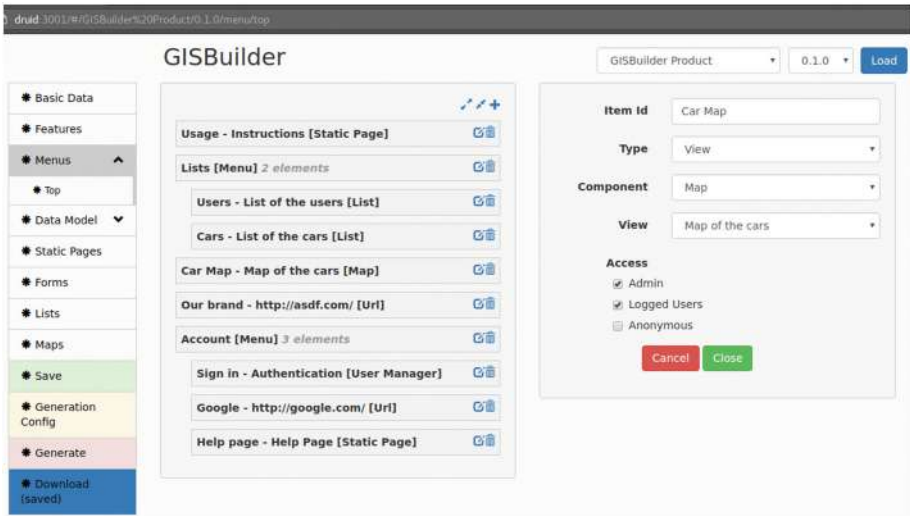 druid:3001/#/GISBuilder%20Product/0.1.0/menu/top
GISBuilder
GISBuilder Product
0.1.0
Load
Basic Data
Features
Menus
Top
Data Model
Static Pages
Forms
Lists
Maps
Save
Generation
Config
Generate
Download
(saved)
Usage - Instructions [Static Page]
Lists [Menu] 2 elements
Users - List of the users [List]
Cars - List of the cars [List]
Car Map - Map of the cars [Map]
Our brand - http://asdf.com/ [Url]
Account [Menu] 3 elements
Sign in - Authentication [User Manager]
Google - http://google.com/ [Url]
Help page - Help Page [Static Page]
Item Id
Car Map
Type
View
Component
Map
View
Map of the cars
Access
Admin
Logged Users
Anonymous
Cancel
Close